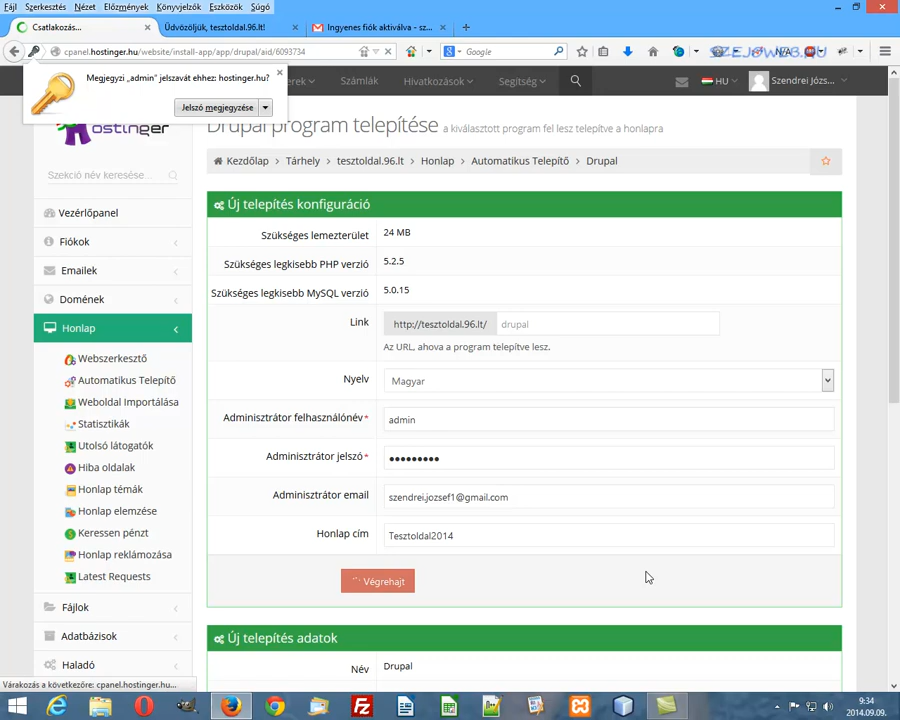 Fájl Szerkesztés Nézet Előzmények Könyvjelzők Eszközök Súgó
Csatlakozás...
Üdvözöljük, tesztoldal.96.lt!
Ingyenes fiók aktiválva – sz...
cpanel.hostinger.hu/website/install-app/app/drupal/aid/6093734
Google
SZEJOWEB.HU
Megjegyzi „admin” jelszavát ehhez: hostinger.hu?
Jelszó megjegyzése
Számlák
Hivatkozások
Segítség
HU
Szendrei Józs...
ostinger
Drupal program telepítése a kiválasztott program fel lesz telepítve a honlapra
Kezdőlap > Tárhely > tesztoldal.96.lt > Honlap > Automatikus Telepítő > Drupal
Szekció név keresése...
Vezérlőpanel
Fiókok
Emailek
Domének
Honlap
Webszerkesztő
Automatikus Telepítő
Weboldal Importálása
Statisztikák
Utolsó látogatók
Hiba oldalak
Honlap témák
Honlap elemzése
Keressen pénzt
Honlap reklámozása
Latest Requests
Fájlok
Adatbázisok
Haladó
Új telepítés konfiguráció
Szükséges lemezterület 24 MB
Szükséges legkisebb PHP verzió 5.2.5
Szükséges legkisebb MySQL verzió 5.0.15
Link http://tesztoldal.96.lt/ drupal
Az URL, ahova a program telepítve lesz.
Nyelv Magyar
Adminisztrátor felhasználónév* admin
Adminisztrátor jelszó* •••••••••
Adminisztrátor email szendrei.jozsef1@gmail.com
Honlap cím Tesztoldal2014
Végrehajt
Új telepítés adatok
Név Drupal
Várakozás a következőre: cpanel.hostinger.hu...
9:34
2014.09.09.